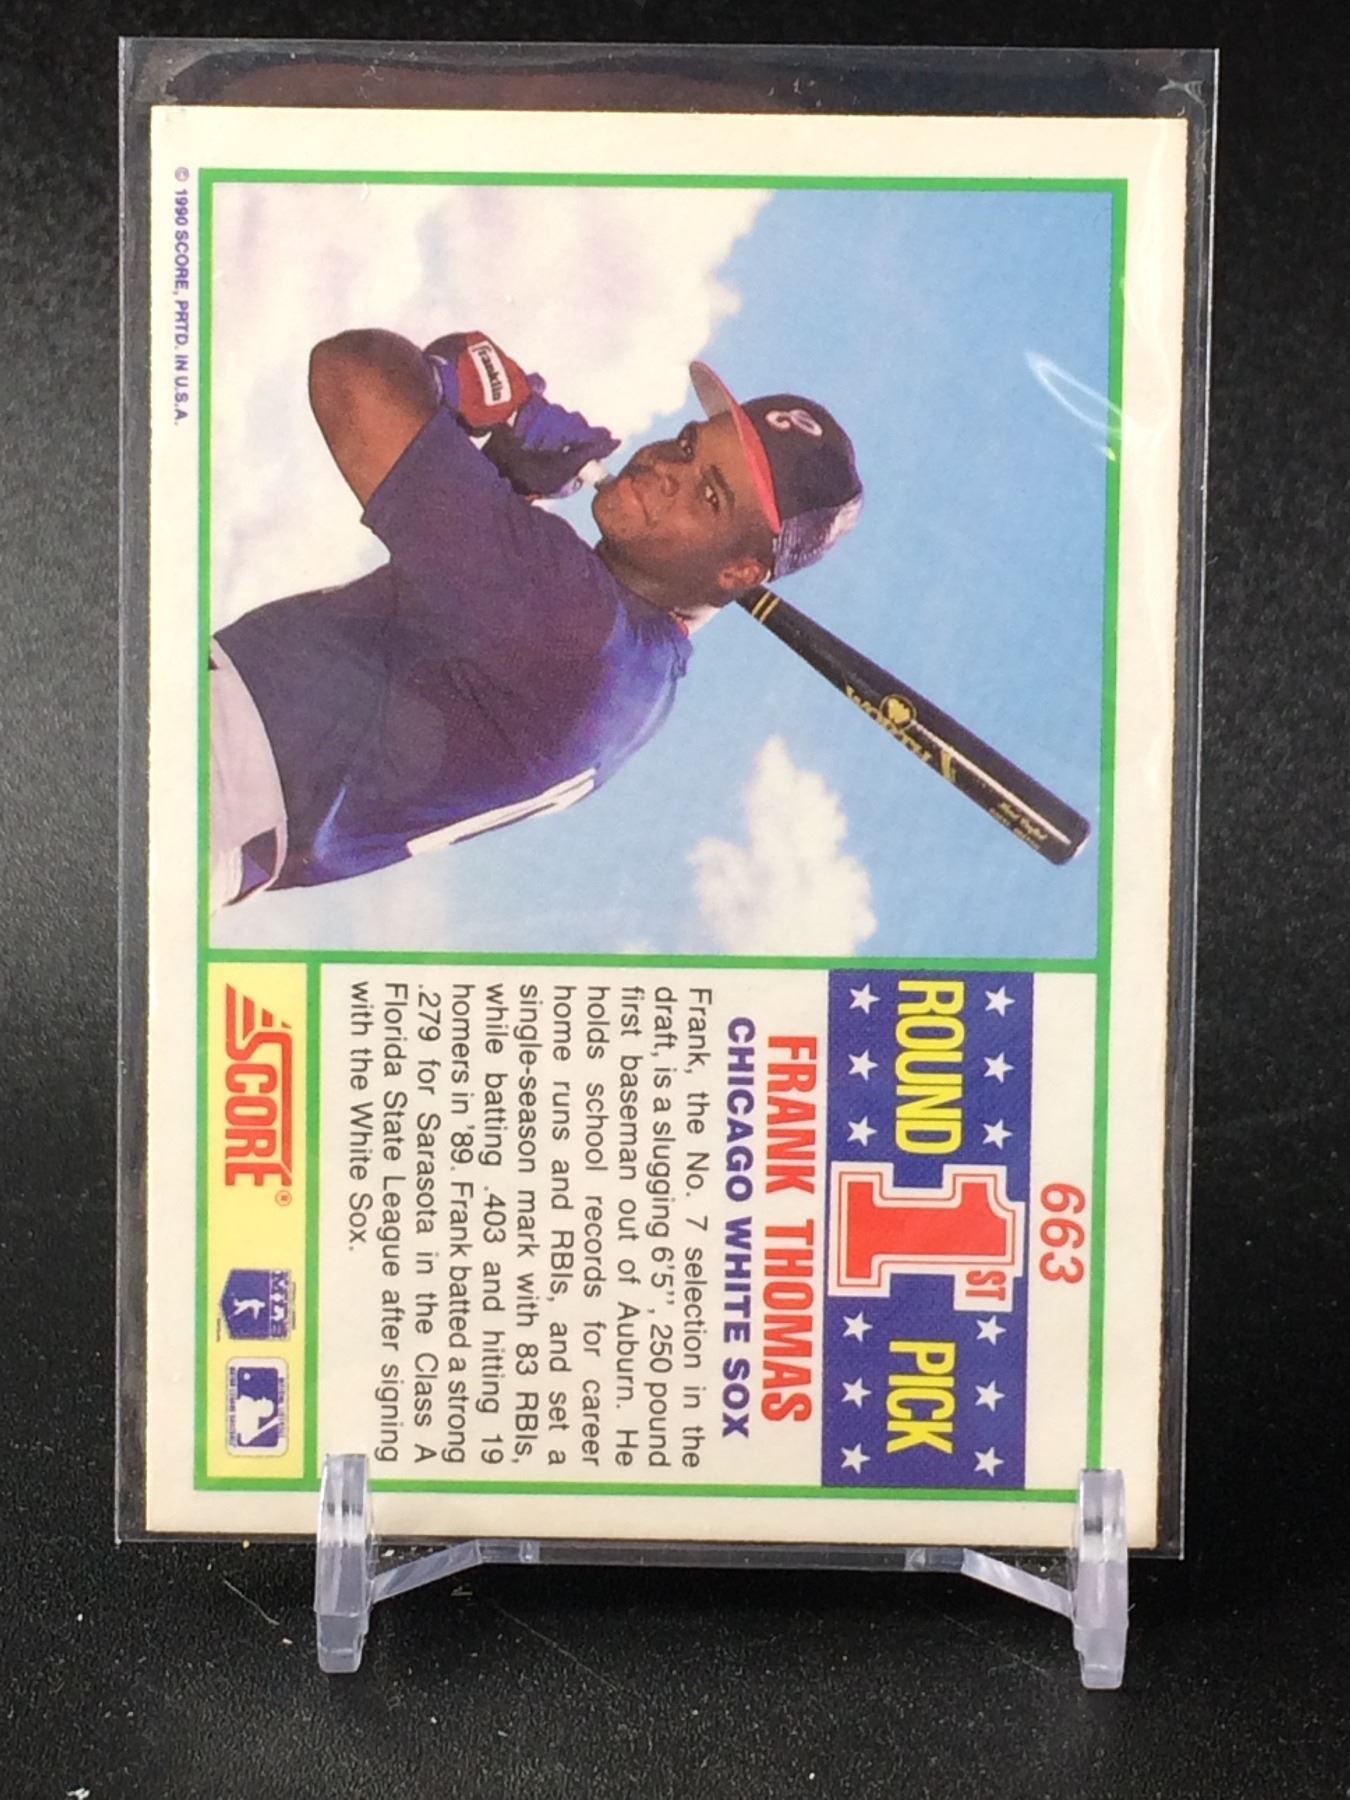 663
ROUND 1ST PICK
FRANK THOMAS
CHICAGO WHITE SOX
Frank, the No. 7 selection in the
draft, is a slugging 6'5'', 250 pound
first baseman out of Auburn. He
holds school records for career
home runs and RBIs, and set a
single-season mark with 83 RBIs,
while batting .403 and hitting 19
homers in '89. Frank batted a strong
.279 for Sarasota in the Class A
Florida State League after signing
with the White Sox.
SCORE®
© 1990 SCORE, PRTD. IN U.S.A.
Franklin
C
WORTH